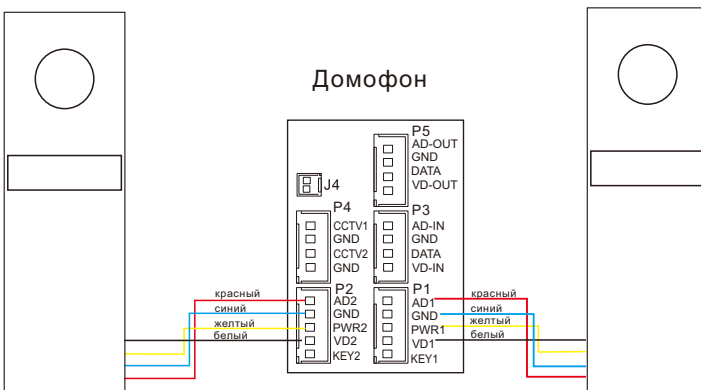 Домофон
P5
AD-OUT
GND
DATA
VD-OUT
J4
P4
CCTV1
GND
CCTV2
GND
P3
AD-IN
GND
DATA
VD-IN
P2
AD2
GND
PWR2
VD2
KEY2
P1
AD1
GND
PWR1
VD1
KEY1
красный
синий
желтый
белый
красный
синий
желтый
белый